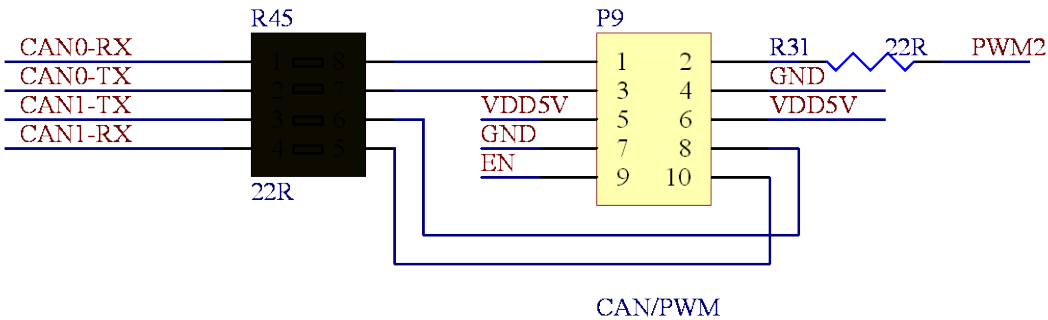 R45 P9
CAN0-RX 1 8 1 2 R31 22R PWM2
CAN0-TX 2 7 3 4 GND
CAN1-TX 3 6 VDD5V 5 6 VDD5V
CAN1-RX 4 5 GND 7 8
EN 9 10
22R
CAN/PWM